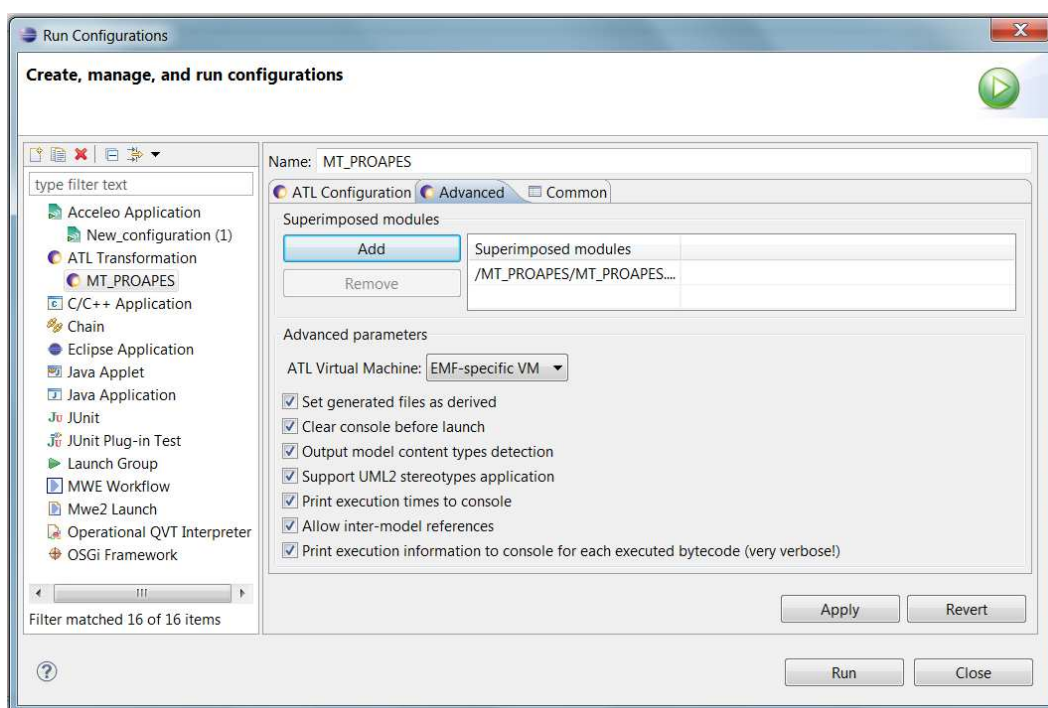 Run Configurations
X
Create, manage, and run configurations
type filter text
Acceleo Application
New_configuration (1)
ATL Transformation
MT_PROAPES
C/C++ Application
Chain
Eclipse Application
Java Applet
Java Application
Ju JUnit
JUnit Plug-in Test
Launch Group
MWE Workflow
Mwe2 Launch
Operational QVT Interpreter
OSGi Framework
Filter matched 16 of 16 items
Name: MT_PROAPES
ATL Configuration Advanced Common
Superimposed modules
Add
Remove
Superimposed modules
/MT_PROAPES/MT_PROAPES....
Advanced parameters
ATL Virtual Machine: EMF-specific VM
Set generated files as derived
Clear console before launch
Output model content types detection
Support UML2 stereotypes application
Print execution times to console
Allow inter-model references
Print execution information to console for each executed bytecode (very verbose!)
Apply Revert
? Run Close